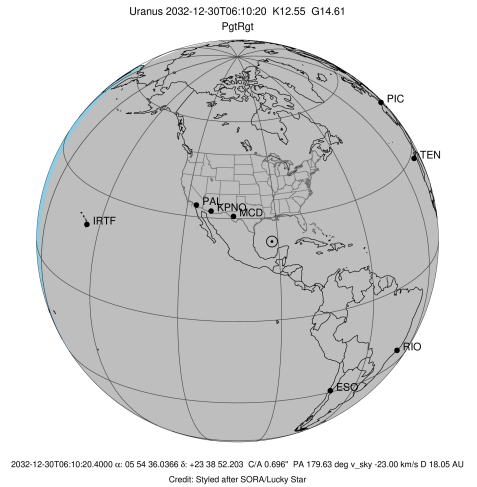 Uranus 2032-12-30T06:10:20 K12.55 G14.61
PgtRgt
PIC
TEN
PAL
KPNO
MCD
IRTF
RIO
ESO
2032-12-30T06:10:20.4000 α: 05 54 36.0366 δ: +23 38 52.203 C/A 0.696" PA 179.63 deg v_sky -23.00 km/s D 18.05 AU
Credit: Styled after SORA/Lucky Star